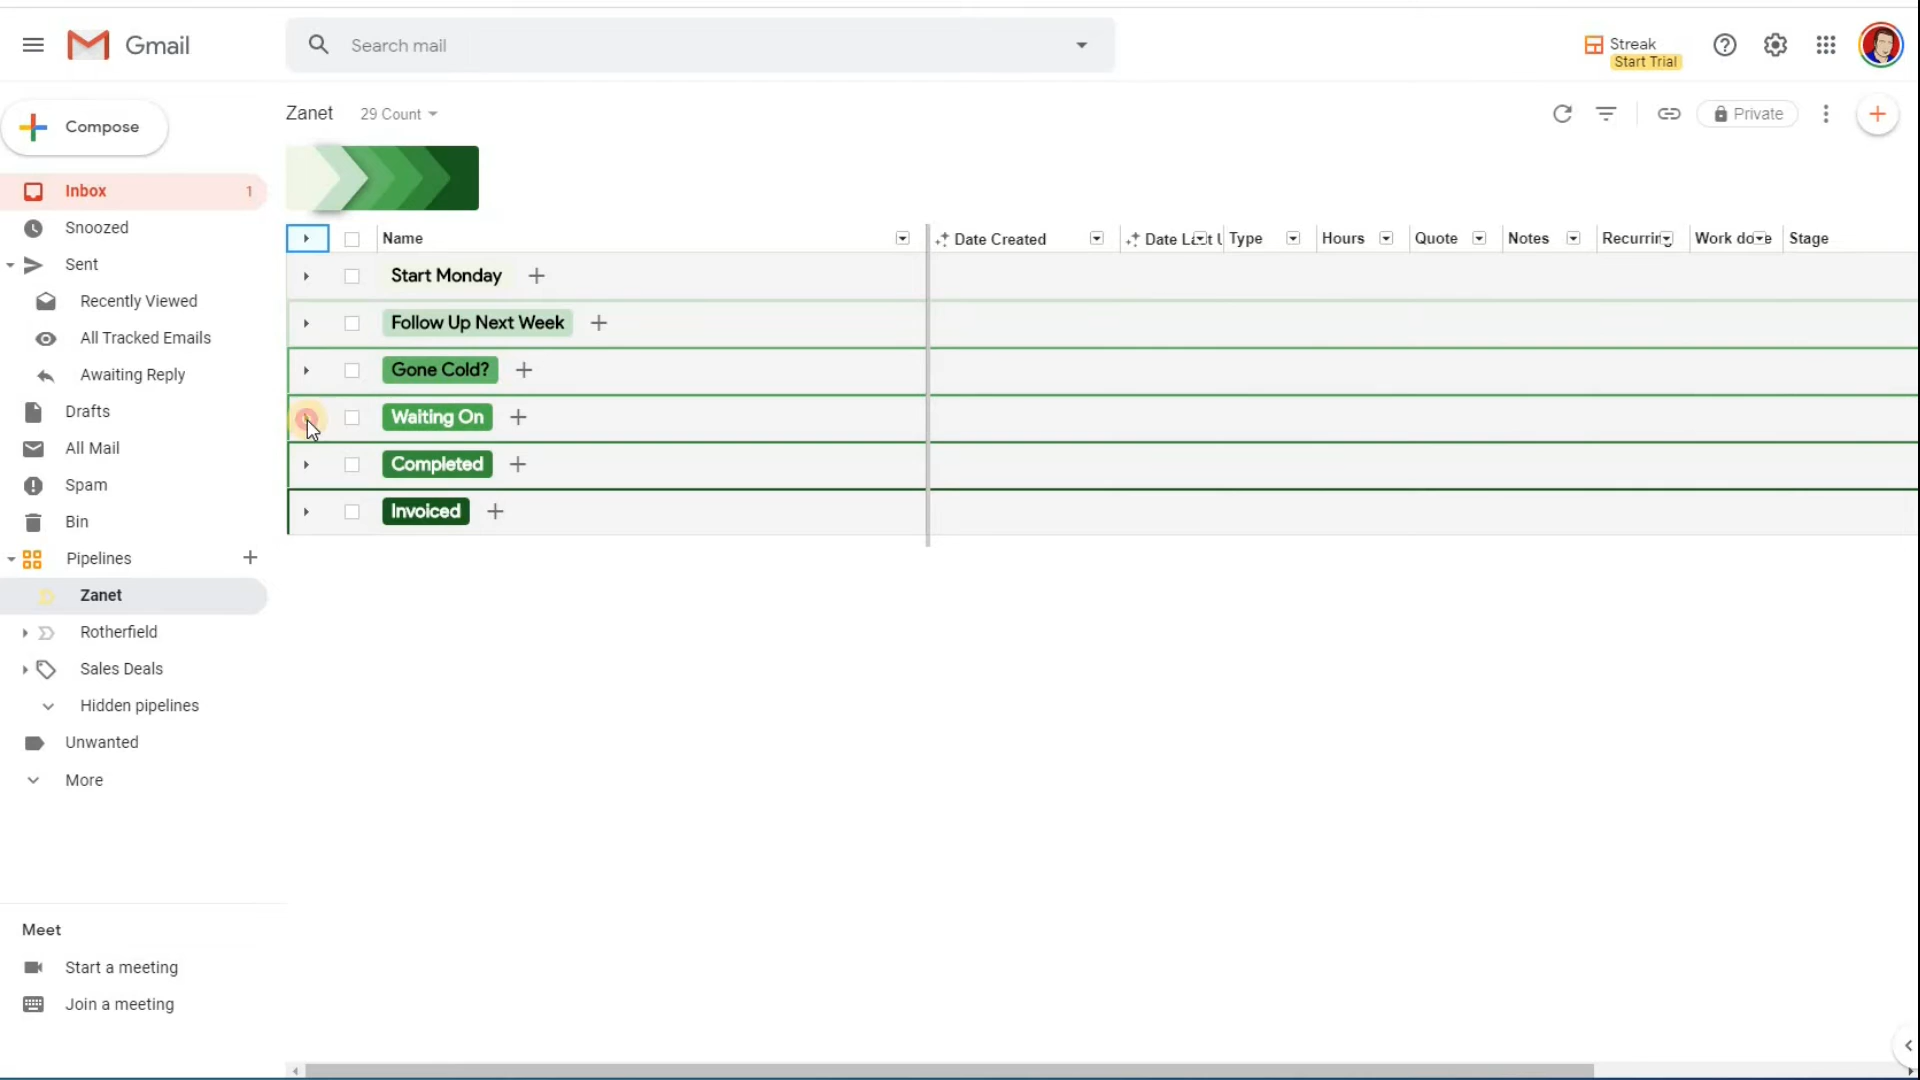 Gmail
Search mail
Streak
Start Trial
Compose
Zanet
29 Count
Private
Inbox
1
Snoozed
Sent
Recently Viewed
All Tracked Emails
Awaiting Reply
Drafts
All Mail
Spam
Bin
Pipelines
Zanet
Rotherfield
Sales Deals
Hidden pipelines
Unwanted
More
Meet
Start a meeting
Join a meeting
Name
Date Created
Date
Type
Hours
Quote
Notes
Stage
Start Monday
Follow Up Next Week
Gone Cold?
Waiting On
Completed
Invoiced